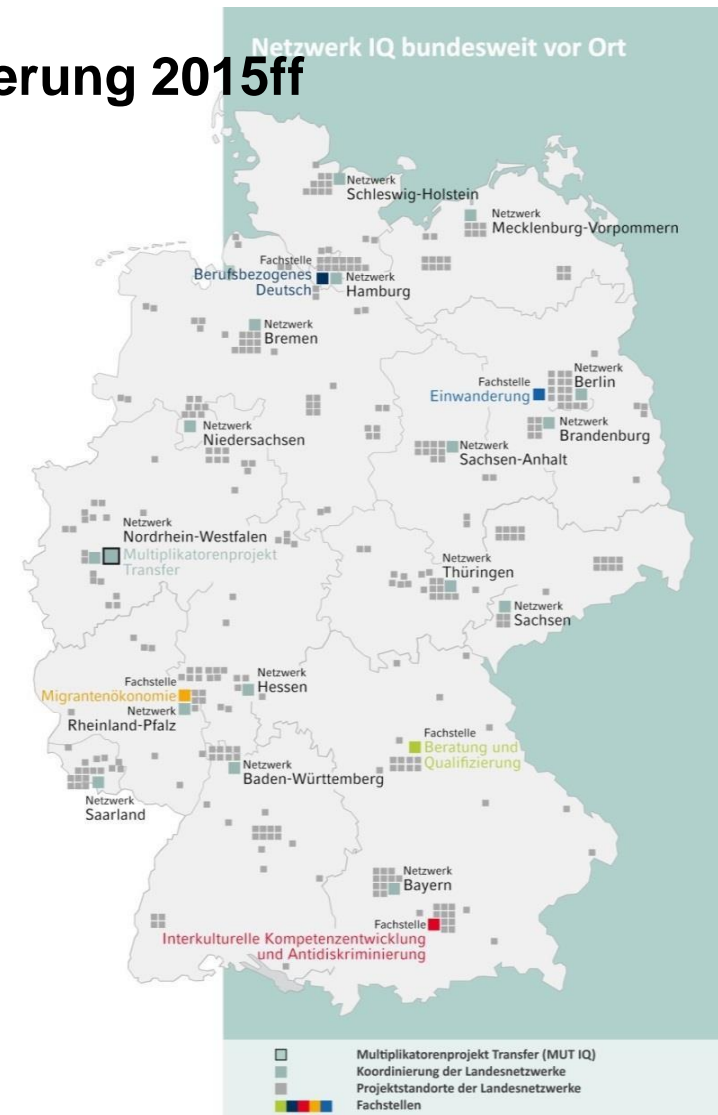 Netzwerk IQ bundesweit vor Ort
erung 2015ff
Netzwerk
Schleswig-Holstein
Netzwerk
Mecklenburg-Vorpommern
Fachstelle
Berufsbezogenes
Deutsch
Netzwerk
Hamburg
Netzwerk
Bremen
Fachstelle
Einwanderung
Netzwerk
Berlin
Netzwerk
Brandenburg
Netzwerk
Niedersachsen
Netzwerk
Sachsen-Anhalt
Netzwerk
Nordrhein-Westfalen
Multiplikatorenprojekt
Transfer
Netzwerk
Thüringen
Netzwerk
Sachsen
Fachstelle
Migrantenökonomie
Netzwerk
Rheinland-Pfalz
Netzwerk
Hessen
Fachstelle
Beratung und
Qualifizierung
Netzwerk
Baden-Württemberg
Netzwerk
Saarland
Netzwerk
Bayern
Fachstelle
Interkulturelle Kompetenzentwicklung
und Antidiskriminierung
Multiplikatorenprojekt Transfer (MUT IQ)
Koordinierung der Landesnetzwerke
Projektstandorte der Landesnetzwerke
Fachstellen